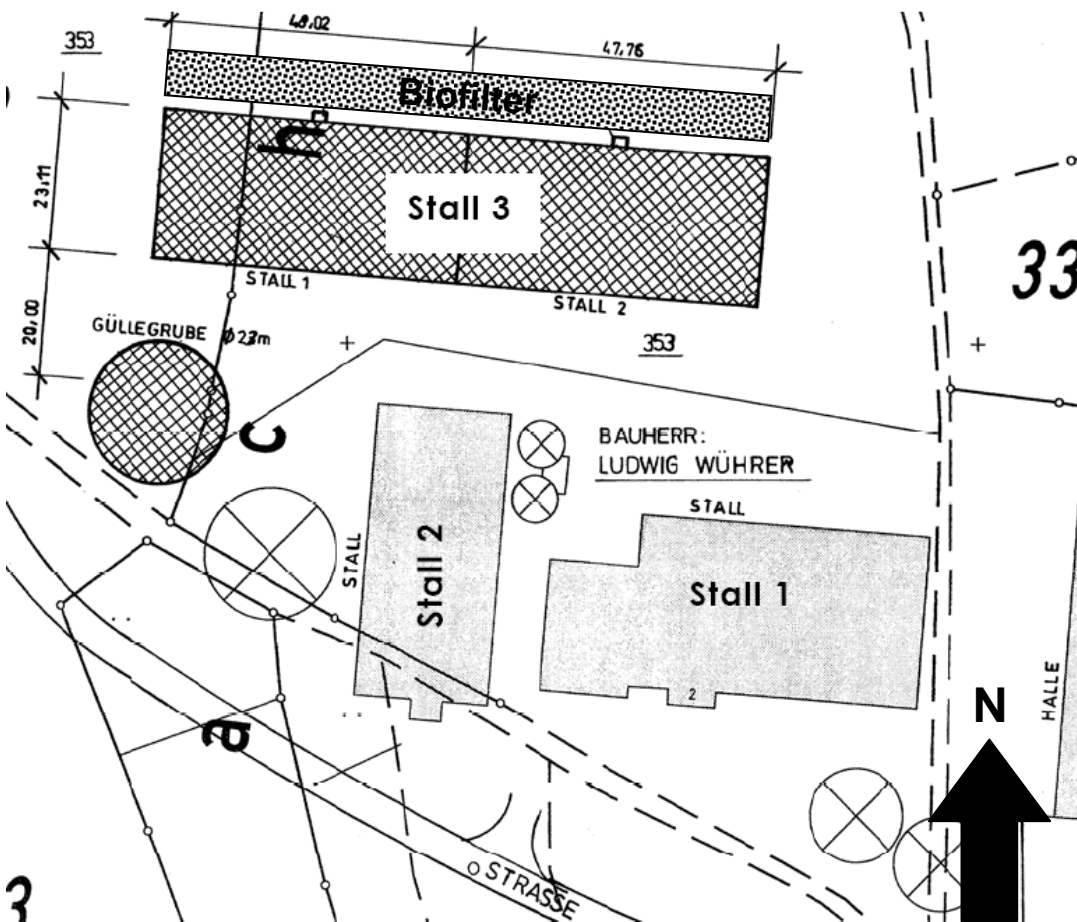 353
48,02
47,76
Biofilter
h
23,11
Stall 3
STALL 1
STALL 2
33
20,00
GÜLLEGRUBE Ø 23m
353
c
BAUHERR:
LUDWIG WÜHRER
STALL
STALL
Stall 2
Stall 1
2
N
HALLE
a
STRASSE
3